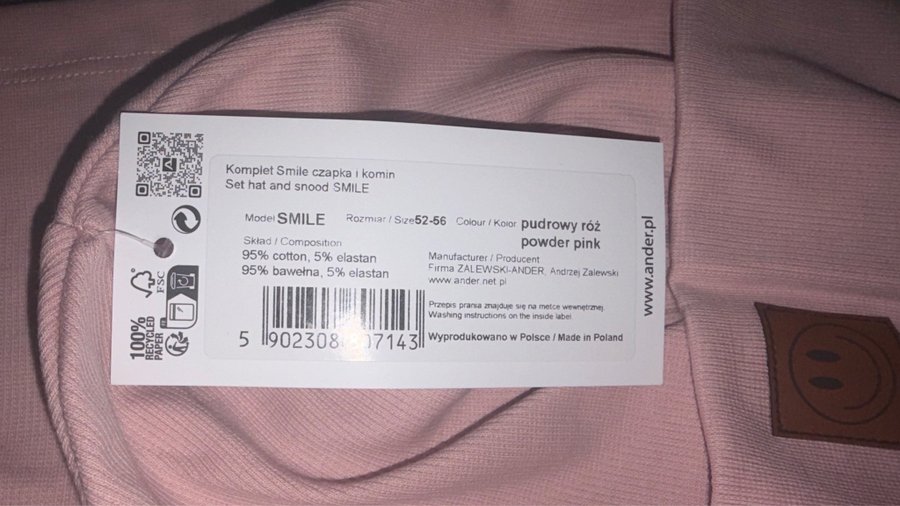 Komplet Smile czapka i komin
Set hat and snood SMILE
Model SMILE Rozmiar / Size 52-56 Colour / Kolor pudrowy róż
powder pink
Skład / Composition
95% cotton, 5% elastan
95% bawełna, 5% elastan
Manufacturer / Producent
Firma ZALEWSKI-ANDER, Andrzej Zalewski
www.ander.net.pl
Przepis prania znajduje się na metce wewnętrznej.
Washing instructions on the inside label.
Wyprodukowano w Polsce / Made in Poland
5 902308 07143
www.ander.pl
FSC
100%
RECYCLED
PAPER